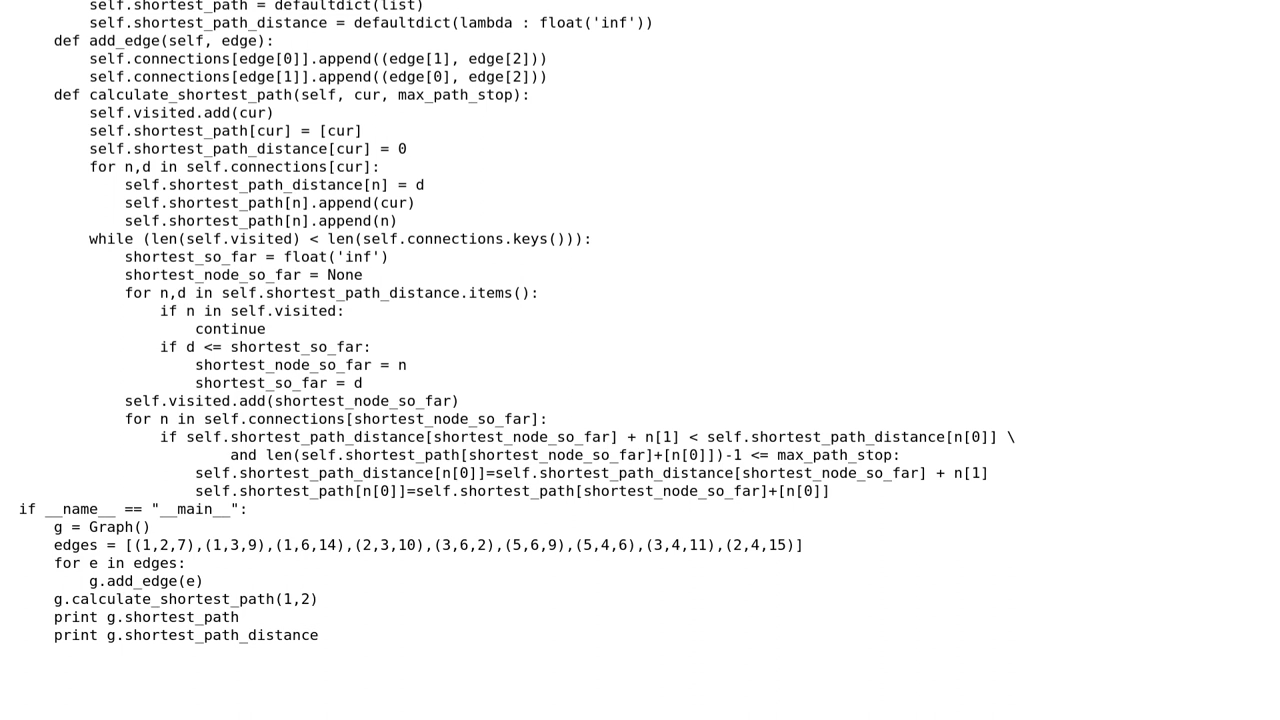 self.shortest_path = defaultdict(list)
        self.shortest_path_distance = defaultdict(lambda : float('inf'))
    def add_edge(self, edge):
        self.connections[edge[0]].append((edge[1], edge[2]))
        self.connections[edge[1]].append((edge[0], edge[2]))
    def calculate_shortest_path(self, cur, max_path_stop):
        self.visited.add(cur)
        self.shortest_path[cur] = [cur]
        self.shortest_path_distance[cur] = 0
        for n,d in self.connections[cur]:
            self.shortest_path_distance[n] = d
            self.shortest_path[n].append(cur)
            self.shortest_path[n].append(n)
        while (len(self.visited) < len(self.connections.keys())):
            shortest_so_far = float('inf')
            shortest_node_so_far = None
            for n,d in self.shortest_path_distance.items():
                if n in self.visited:
                    continue
                if d <= shortest_so_far:
                    shortest_node_so_far = n
                    shortest_so_far = d
            self.visited.add(shortest_node_so_far)
            for n in self.connections[shortest_node_so_far]:
                if self.shortest_path_distance[shortest_node_so_far] + n[1] < self.shortest_path_distance[n[0]] \
                        and len(self.shortest_path[shortest_node_so_far]+[n[0]])-1 <= max_path_stop:
                    self.shortest_path_distance[n[0]]=self.shortest_path_distance[shortest_node_so_far] + n[1]
                    self.shortest_path[n[0]]=self.shortest_path[shortest_node_so_far]+[n[0]]
if __name__ == "__main__":
    g = Graph()
    edges = [(1,2,7),(1,3,9),(1,6,14),(2,3,10),(3,6,2),(5,6,9),(5,4,6),(3,4,11),(2,4,15)]
    for e in edges:
        g.add_edge(e)
    g.calculate_shortest_path(1,2)
    print g.shortest_path
    print g.shortest_path_distance